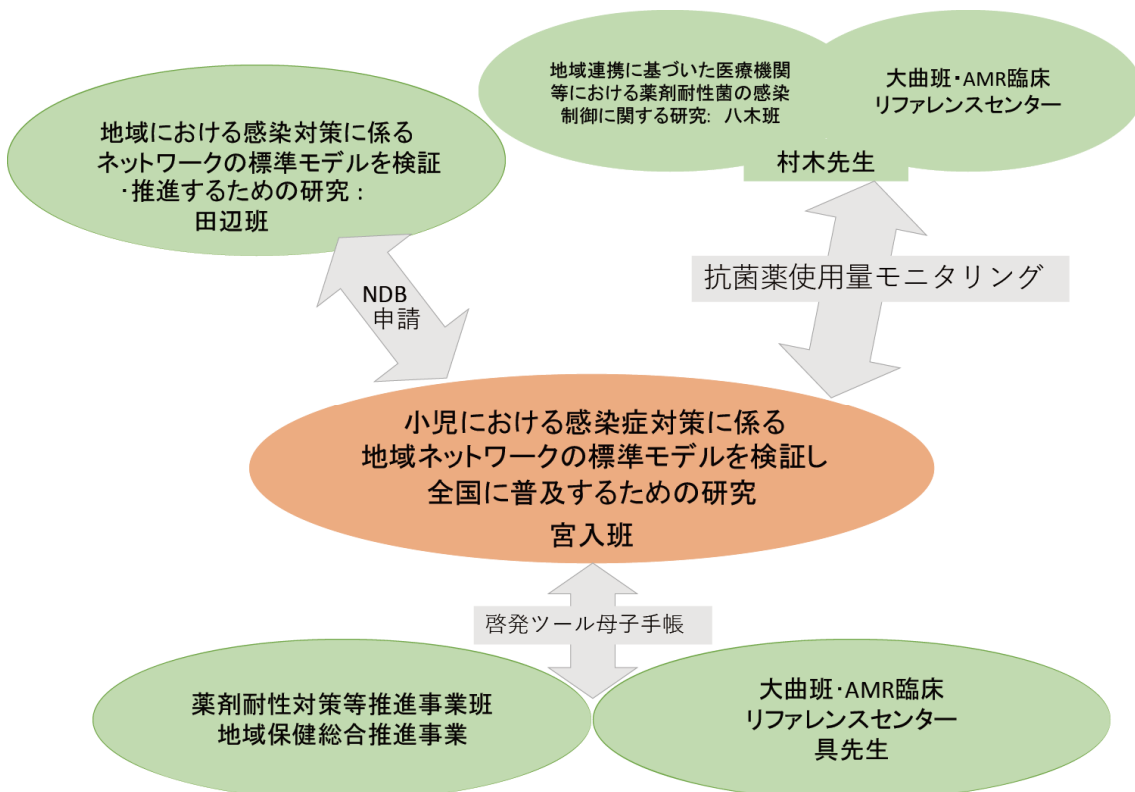 地域連携に基づいた医療機関
等における薬剤耐性菌の感染
制御に関する研究: 八木班
大曲班・AMR臨床
リファレンスセンター
村木先生
地域における感染対策に係る
ネットワークの標準モデルを検証
・推進するための研究:
田辺班
NDB
申請
抗菌薬使用量モニタリング
小児における感染症対策に係る
地域ネットワークの標準モデルを検証し
全国に普及するための研究
宮入班
啓発ツール母子手帳
薬剤耐性対策等推進事業班
地域保健総合推進事業
大曲班・AMR臨床
リファレンスセンター
具先生